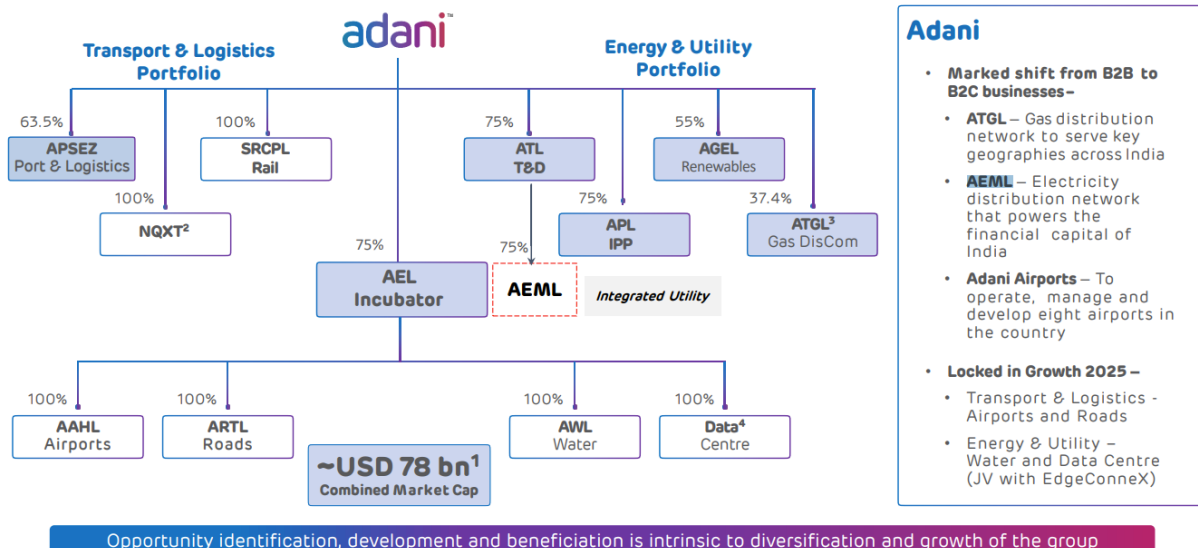 adani™
Transport & Logistics
Portfolio
Energy & Utility
Portfolio
63.5%
APSEZ
Port & Logistics
100%
SRCPL
Rail
100%
NQXT²
75%
ATL
T&D
55%
AGEL
Renewables
75%
APL
IPP
37.4%
ATGL³
Gas DisCom
75%
AEL
Incubator
75%
AEML
Integrated Utility
100%
AAHL
Airports
100%
ARTL
Roads
100%
AWL
Water
100%
Data⁴
Centre
~USD 78 bn¹
Combined Market Cap
Adani
• Marked shift from B2B to
B2C businesses–
• ATGL – Gas distribution
network to serve key
geographies across India
• AEML – Electricity
distribution network
that powers the
financial capital of
India
• Adani Airports – To
operate, manage and
develop eight airports in
the country
• Locked in Growth 2025 –
• Transport & Logistics -
Airports and Roads
• Energy & Utility –
Water and Data Centre
(JV with EdgeConneX)
Opportunity identification, development and beneficiation is intrinsic to diversification and growth of the group